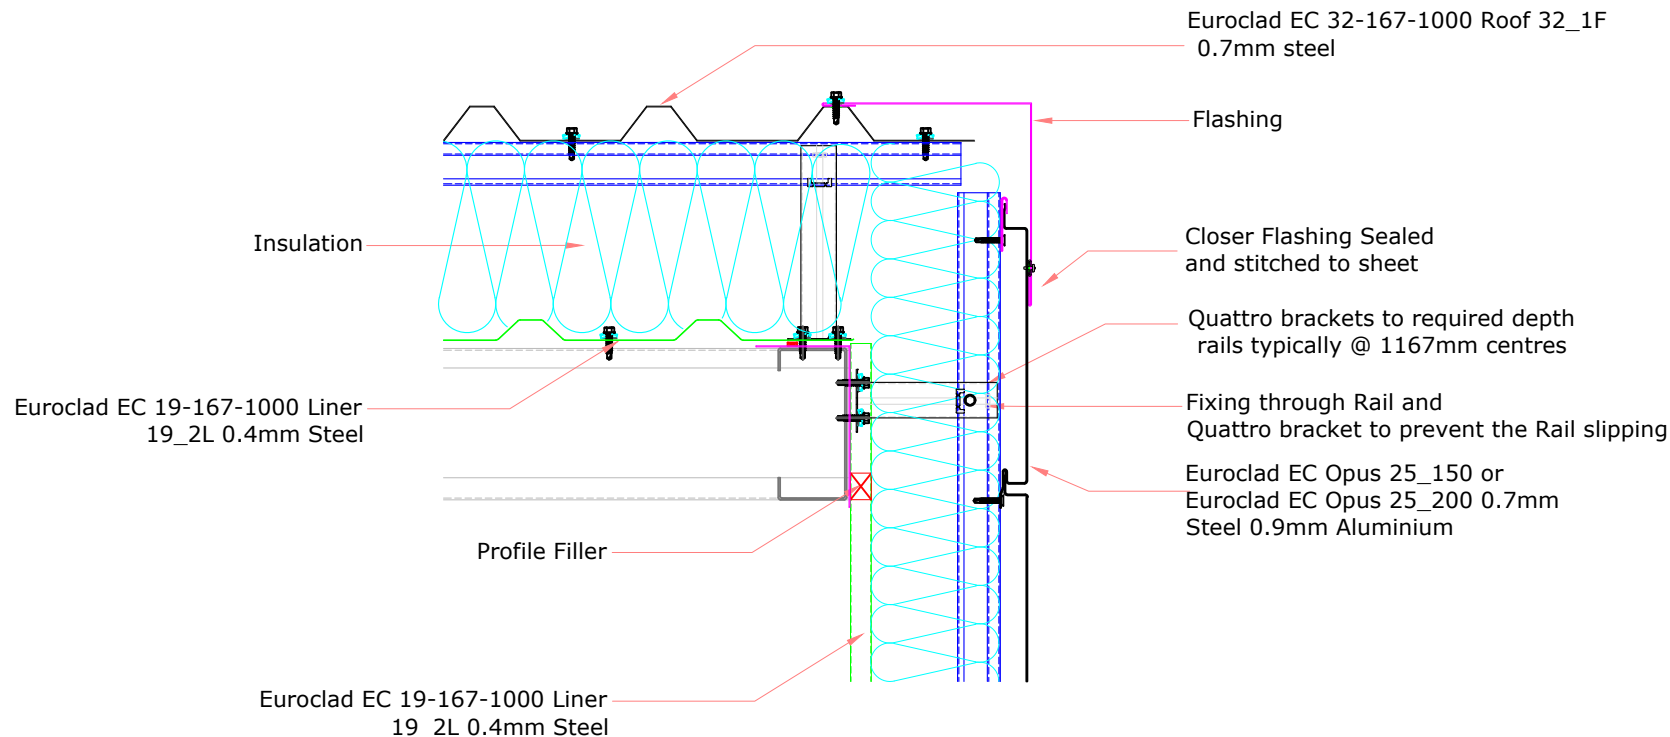 Euroclad EC 32-167-1000 Roof 32_1F
0.7mm steel
Flashing
Insulation
Closer Flashing Sealed
and stitched to sheet
Quattro brackets to required depth
rails typically @ 1167mm centres
Euroclad EC 19-167-1000 Liner
19_2L 0.4mm Steel
Fixing through Rail and
Quattro bracket to prevent the Rail slipping
Euroclad EC Opus 25_150 or
Euroclad EC Opus 25_200 0.7mm
Steel 0.9mm Aluminium
Profile Filler
Euroclad EC 19-167-1000 Liner
19_2L 0.4mm Steel